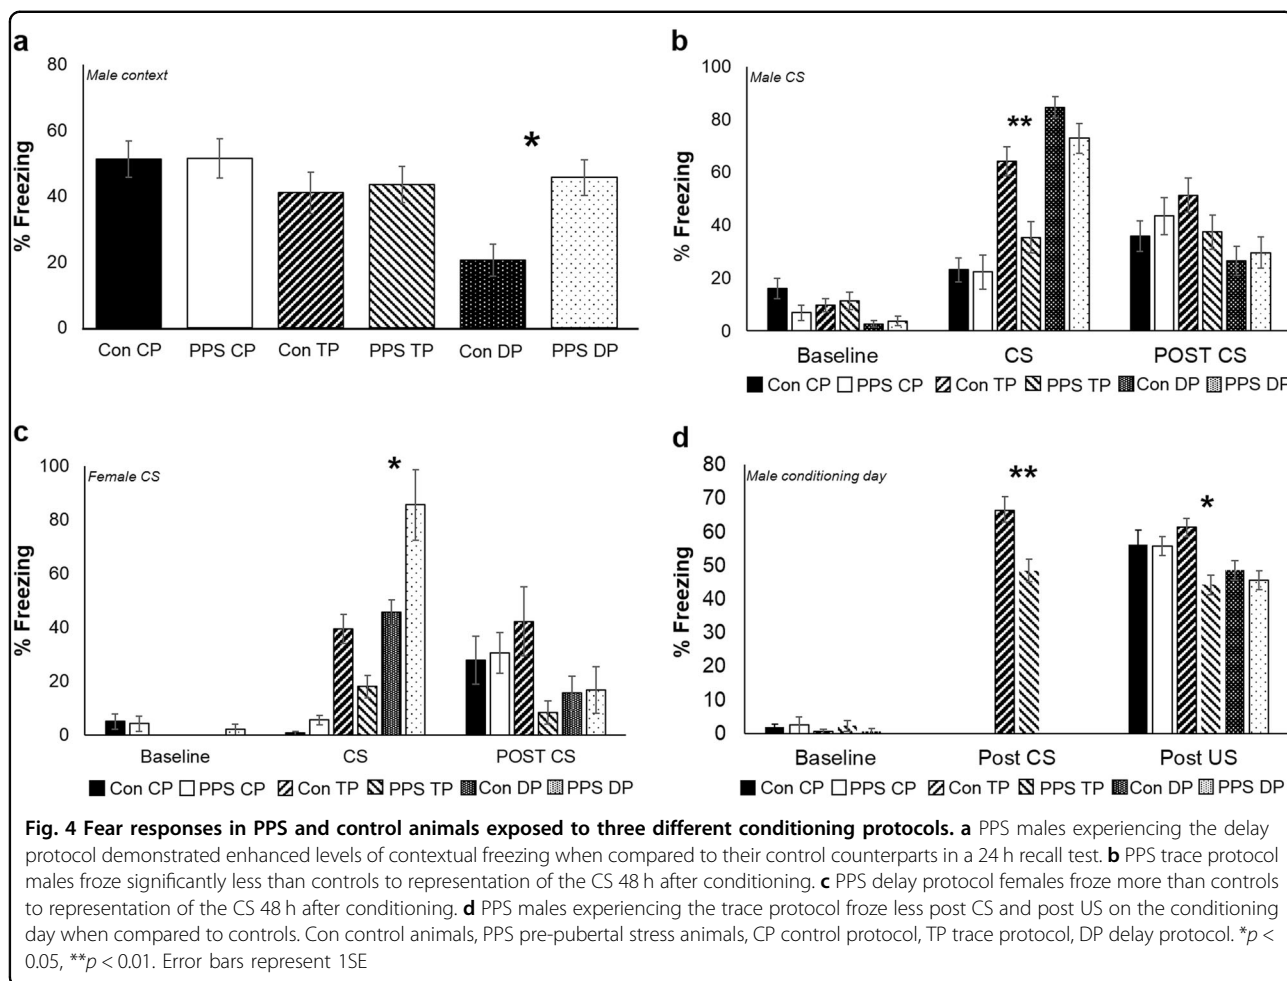 a
80
Male context
60
*
40
20
0
% Freezing
Con CP PPS CP Con TP PPS TP Con DP PPS DP
b
100
Male CS
80
**
60
40
20
0
% Freezing
Baseline CS POST CS
Con CP PPS CP Con TP PPS TP Con DP PPS DP
c
100
Female CS
*
80
60
40
20
0
% Freezing
Baseline CS POST CS
Con CP PPS CP Con TP PPS TP Con DP PPS DP
d
80
Male conditioning day
**
70
60
*
50
40
30
20
10
0
% Freezing
Baseline Post CS Post US
Con CP PPS CP Con TP PPS TP Con DP PPS DP
Fig. 4 Fear responses in PPS and control animals exposed to three different conditioning protocols. a PPS males experiencing the delay
protocol demonstrated enhanced levels of contextual freezing when compared to their control counterparts in a 24 h recall test. b PPS trace protocol
males froze significantly less than controls to representation of the CS 48 h after conditioning. c PPS delay protocol females froze more than controls
to representation of the CS 48 h after conditioning. d PPS males experiencing the trace protocol froze less post CS and post US on the conditioning
day when compared to controls. Con control animals, PPS pre-pubertal stress animals, CP control protocol, TP trace protocol, DP delay protocol. *p <
0.05, **p < 0.01. Error bars represent 1SE